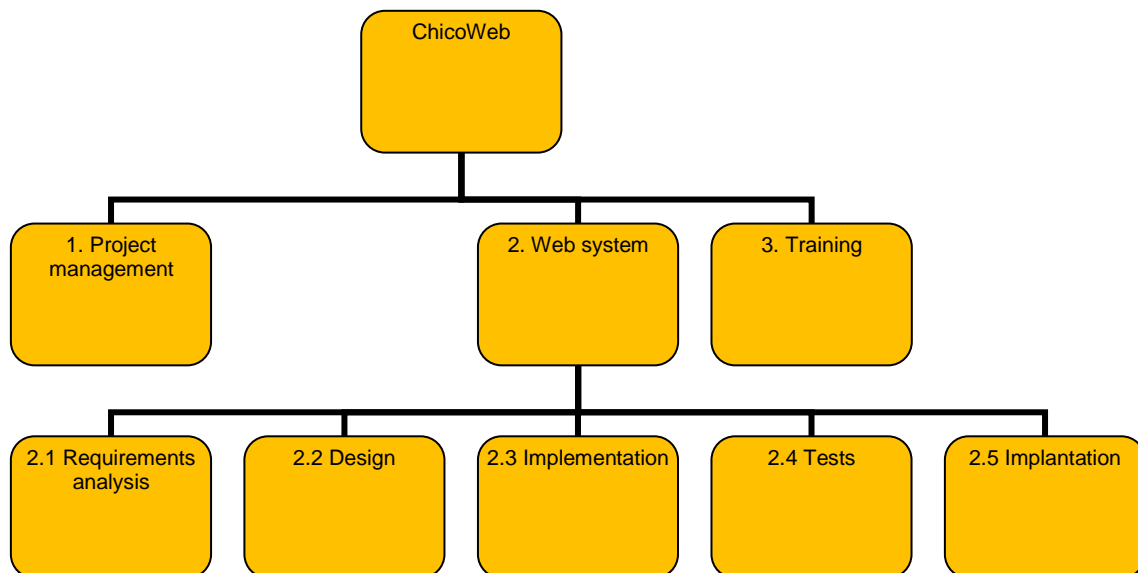 ChicoWeb
1. Project
management
2. Web system
3. Training
2.1 Requirements
analysis
2.2 Design
2.3 Implementation
2.4 Tests
2.5 Implantation